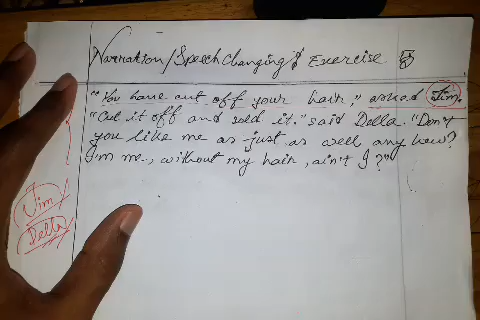 Narration/Speech Changing Exercise
"You have cut off your hair," asked Jim.
"Cut it off and sold it." said Della. "Don't
you like me as just as well, any how?
I'm me., without my hair, ain't I?"
Jim
Della